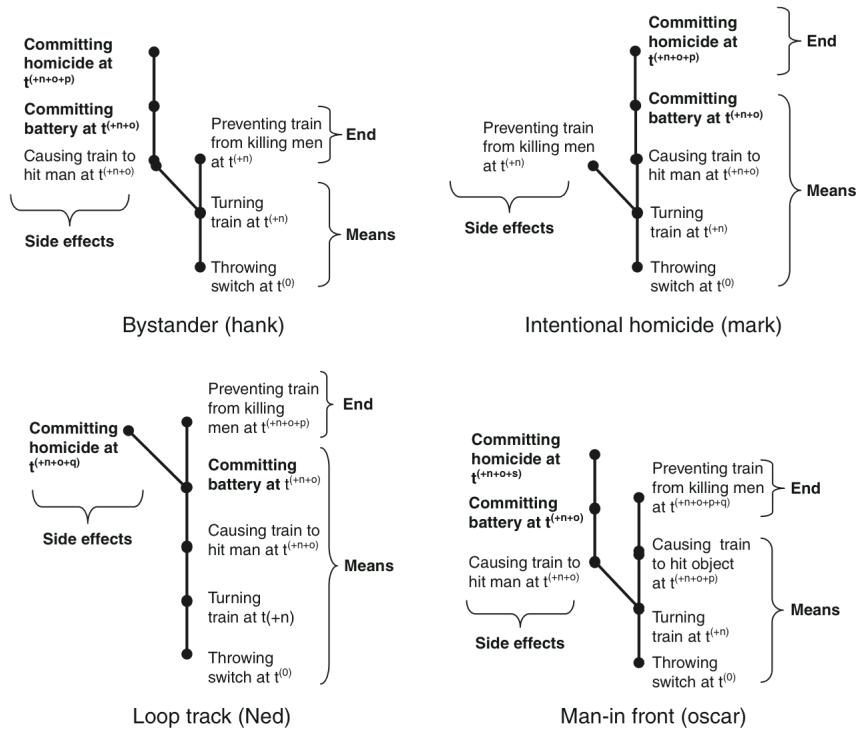 Committing
homicide at
t(+n+o+p)
Committing
battery at t(+n+o)
Causing train to
hit man at t(+n+o)
Side effects
Preventing train
from killing men
at t(+n)
End
Turning
train at t(+n)
Means
Throwing
switch at t(0)
Bystander (hank)
Committing
homicide at
t(+n+o+p)
End
Committing
battery at t(+n+o)
Preventing train
from killing men
at t(+n)
Causing train to
hit man at t(+n+o)
Means
Side effects
Turning
train at t(+n)
Throwing
switch at t(0)
Intentional homicide (mark)
Preventing train
from killing
men at t(+n+o+p)
End
Committing
homicide at
t(+n+o+q)
Side effects
Committing
battery at t(+n+o)
Causing train to
hit man at t(+n+o)
Means
Turning
train at t(+n)
Throwing
switch at t(0)
Loop track (Ned)
Committing
homicide at
t(+n+o+s)
Committing
battery at t(+n+o)
Causing train to
hit man at t(+n+o)
Side effects
Preventing train
from killing men
at t(+n+o+p+q)
End
Causing train
to hit object
at t(+n+o+p)
Means
Turning
train at t(+n)
Throwing
switch at t(0)
Man-in front (oscar)